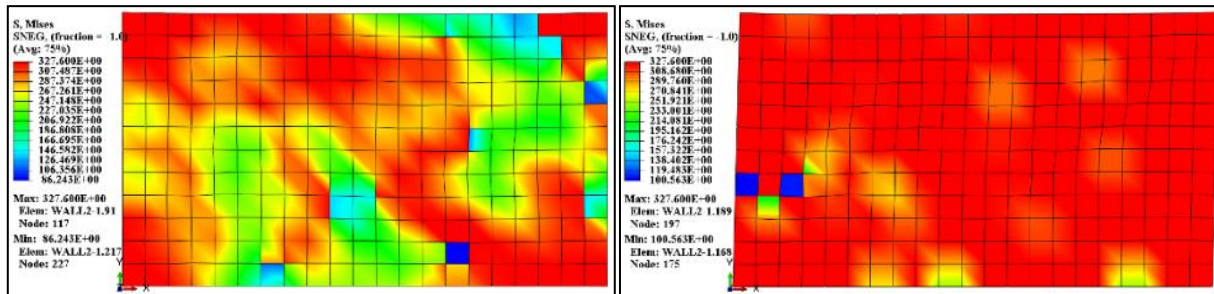 S, Mises
SNEG, (fraction = -1.0)
(Avg: 75%)
327.600E+00
307.487E+00
287.374E+00
267.261E+00
247.148E+00
227.035E+00
206.922E+00
186.808E+00
166.695E+00
146.582E+00
126.469E+00
106.356E+00
86.243E+00
Max: 327.600E+00
Elem: WALL2-1.91
Node: 117
Min: 86.243E+00
Elem: WALL2-1.217
Node: 227
Y
X
S, Mises
SNEG, (fraction = -1.0)
(Avg: 75%)
327.600E+00
308.680E+00
289.760E+00
270.841E+00
251.921E+00
233.001E+00
214.081E+00
195.162E+00
176.242E+00
157.322E+00
138.402E+00
119.483E+00
100.563E+00
Max: 327.600E+00
Elem: WALL2-1.189
Node: 197
Min: 100.563E+00
Elem: WALL2-1.168
Node: 175
Y
X